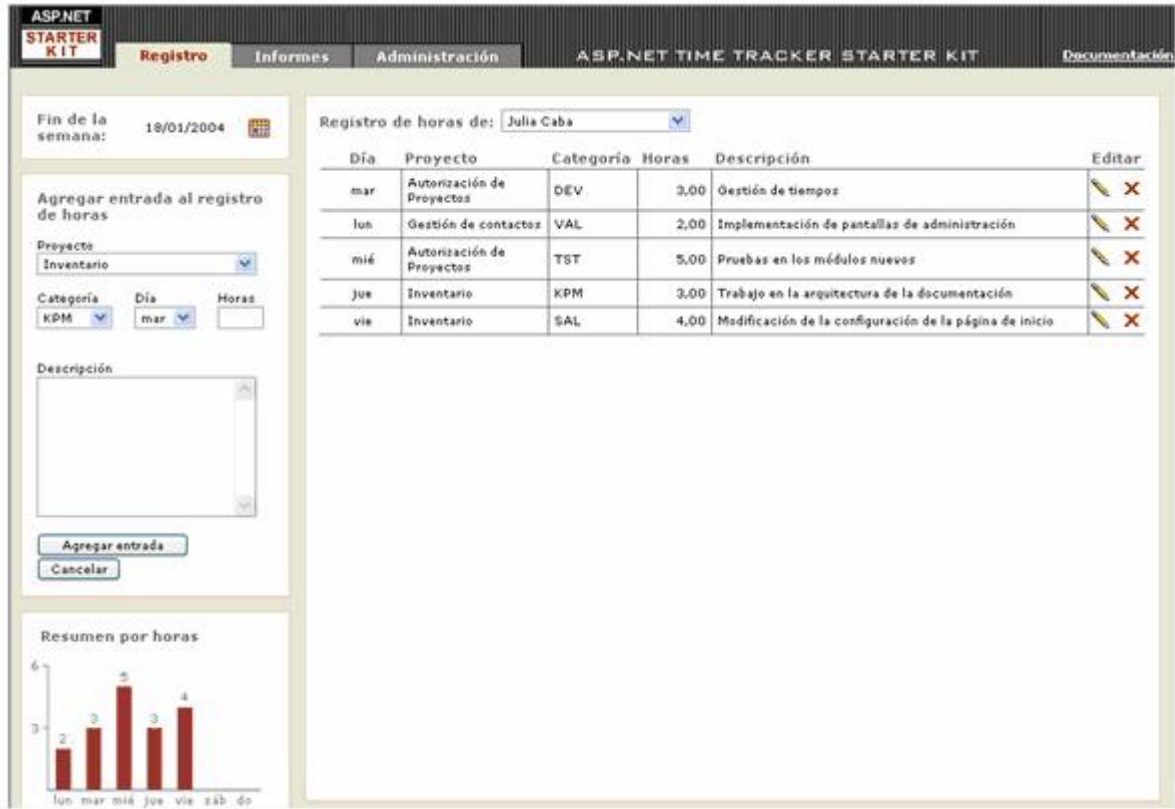 ASP.NET
STARTER
KIT
Registro
Informes
Administración
ASP.NET TIME TRACKER STARTER KIT
Documentación
Fin de la
semana:
18/01/2004
Agregar entrada al registro
de horas
Proyecto
Inventario
Categoría Día Horas
KPM mar
Descripción
Agregar entrada
Cancelar
Resumen por horas
6
3
2 3 5 3 4
lun mar mié jue vie sáb do
Registro de horas de: Julia Caba
Día Proyecto Categoría Horas Descripción Editar
mar Autorización de Proyectos DEV 3,00 Gestión de tiempos
lun Gestión de contactos VAL 2,00 Implementación de pantallas de administración
mié Autorización de Proyectos TST 5,00 Pruebas en los módulos nuevos
jue Inventario KPM 3,00 Trabajo en la arquitectura de la documentación
vie Inventario SAL 4,00 Modificación de la configuración de la página de inicio